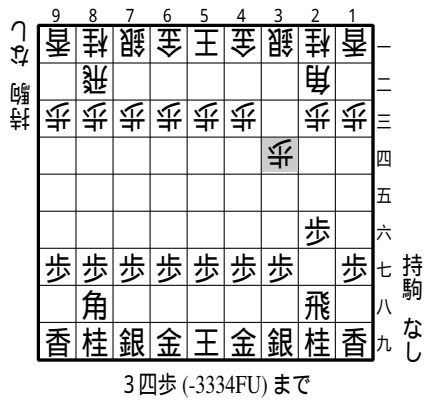 9 8 7 6 5 4 3 2 1
香 桂 銀 金 王 金 銀 桂 香 一
飛 角 二
歩 歩 歩 歩 歩 歩 歩 歩 三
歩 四
五
歩 六
歩 歩 歩 歩 歩 歩 歩 歩 七
角 飛 八
香 桂 銀 金 王 金 銀 桂 香 九
持駒 なし
持駒 なし
3四歩 (-3334FU) まで